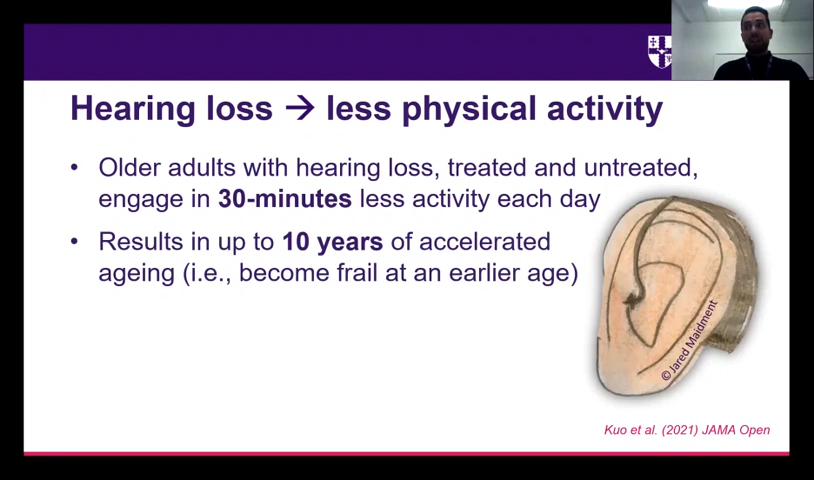 Hearing loss → less physical activity
• Older adults with hearing loss, treated and untreated,
engage in 30-minutes less activity each day
• Results in up to 10 years of accelerated
ageing (i.e., become frail at an earlier age)
© Jared Maidment
Kuo et al. (2021) JAMA Open